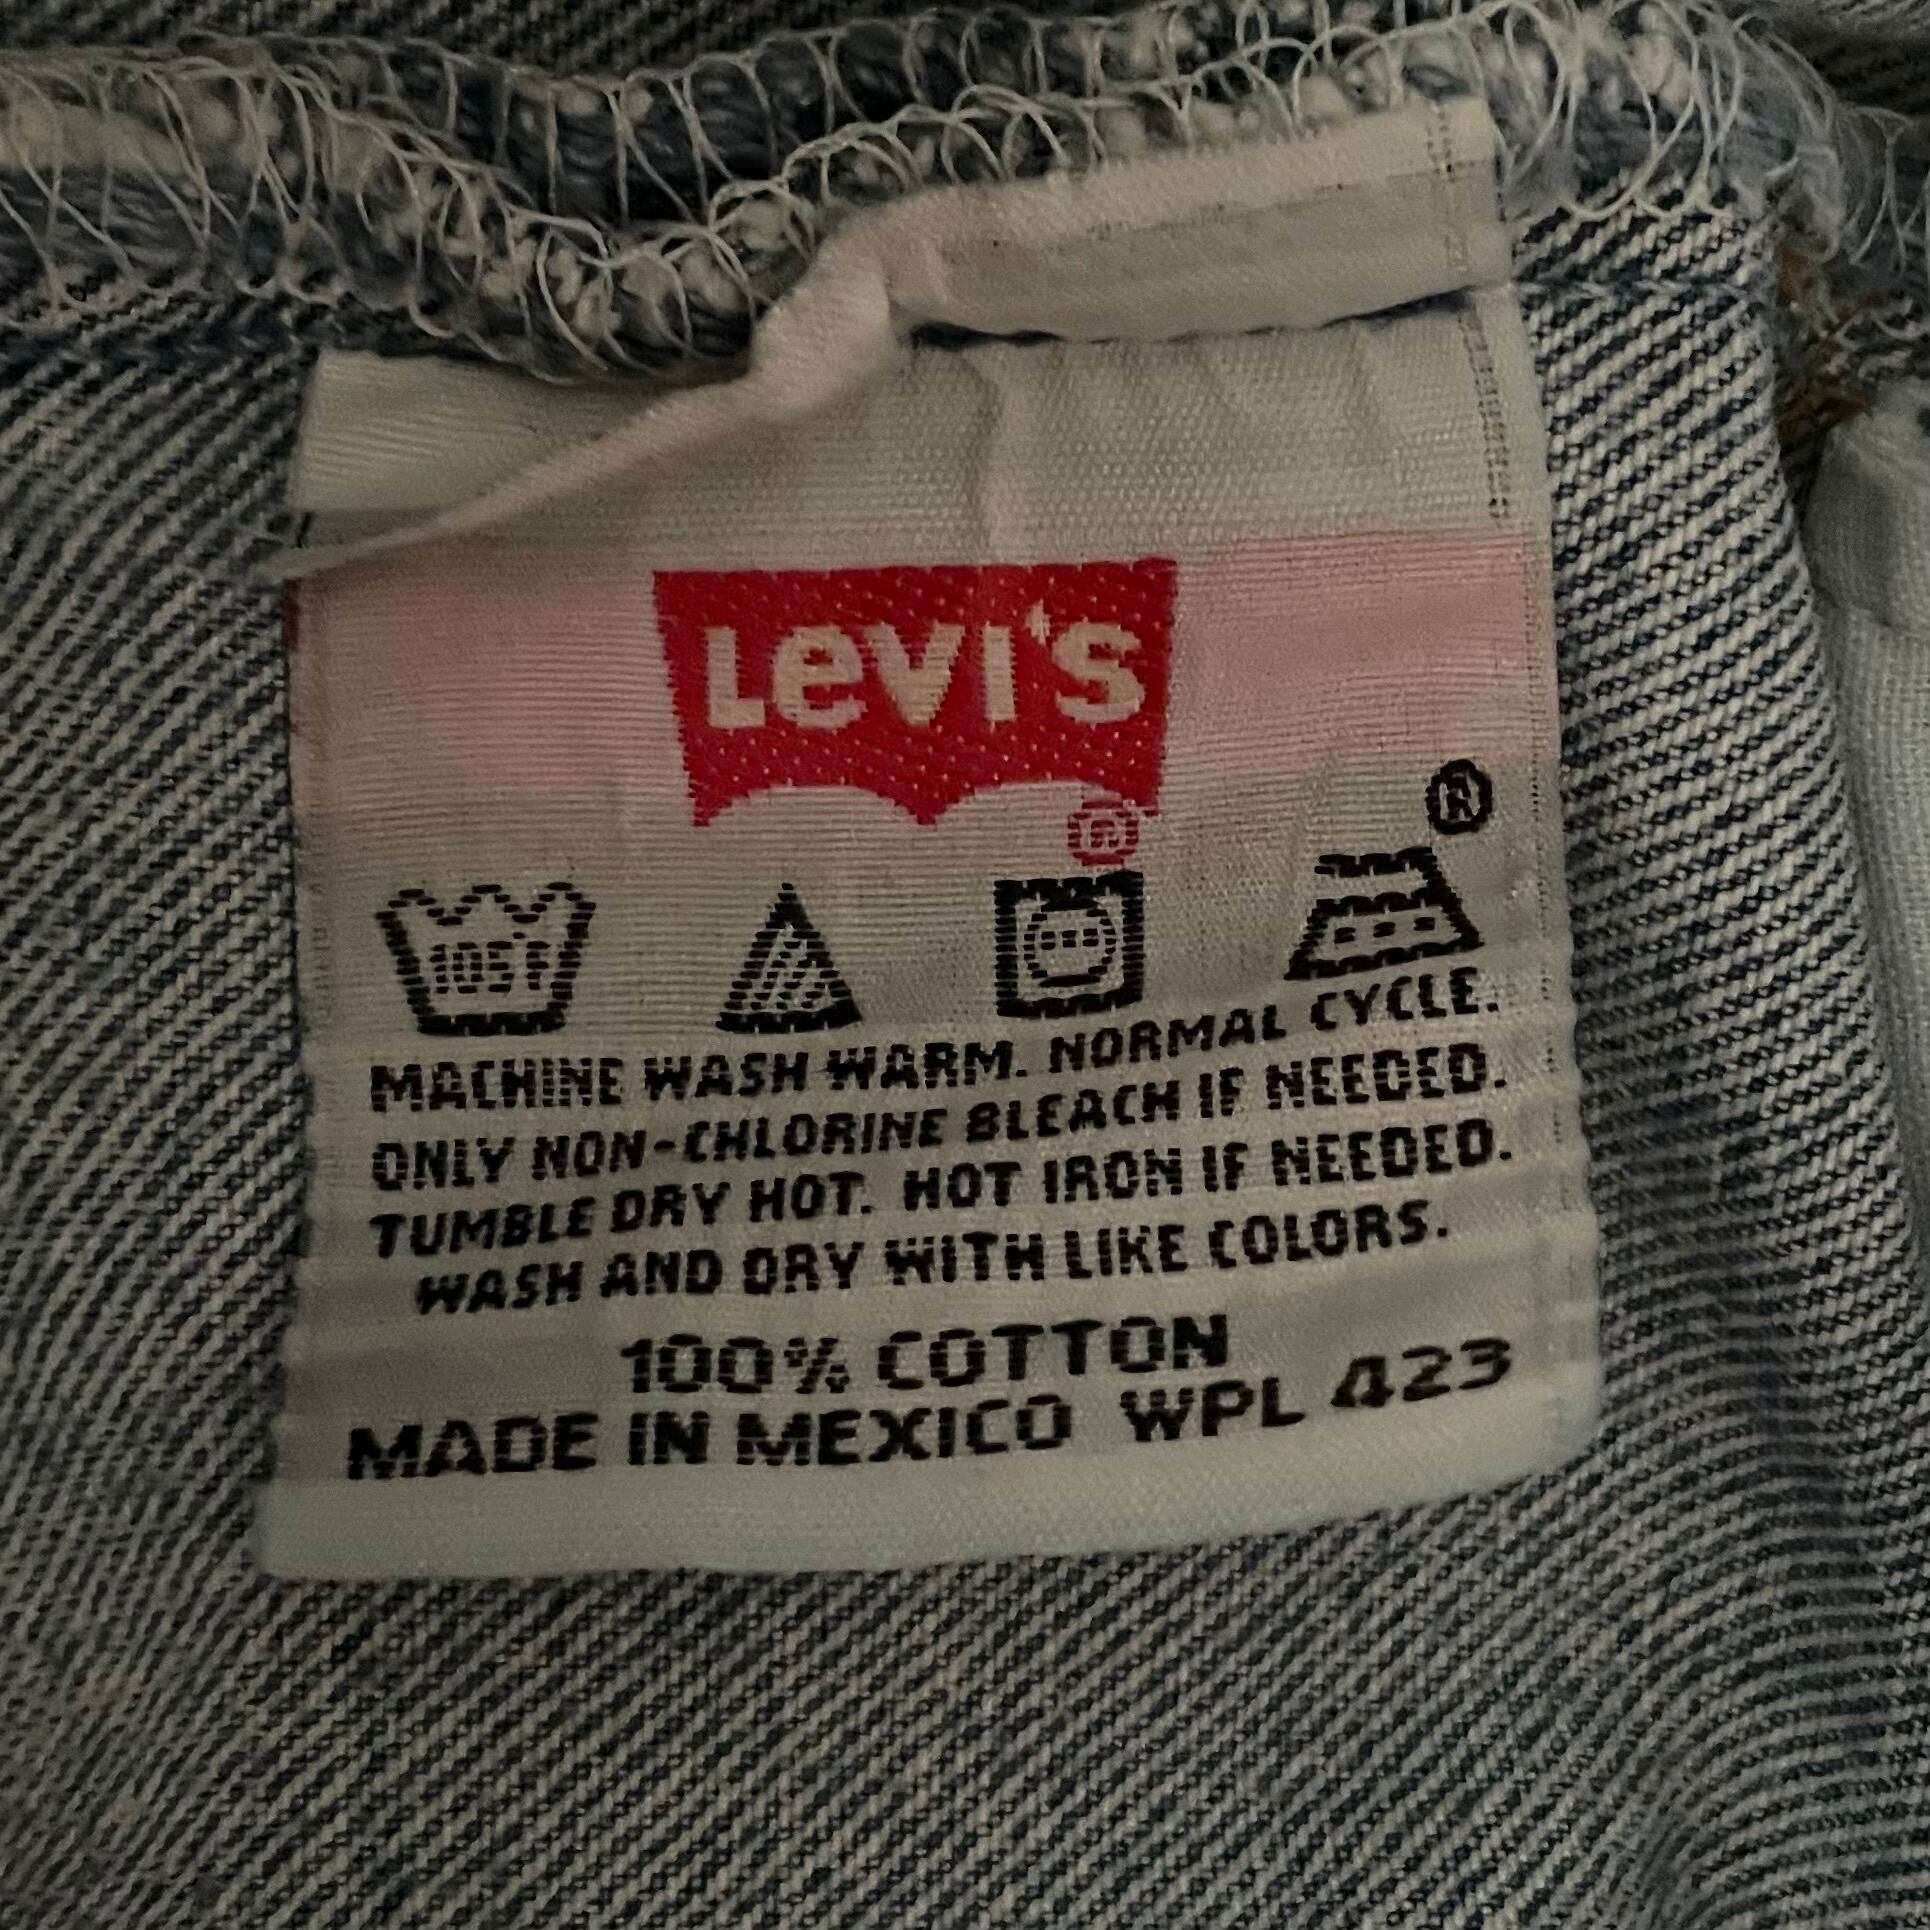 Levi's
®
®
105°F
MACHINE WASH WARM. NORMAL CYCLE.
ONLY NON-CHLORINE BLEACH IF NEEDED.
TUMBLE DRY HOT. HOT IRON IF NEEDED.
WASH AND DRY WITH LIKE COLORS.
100% COTTON
MADE IN MEXICO WPL 423